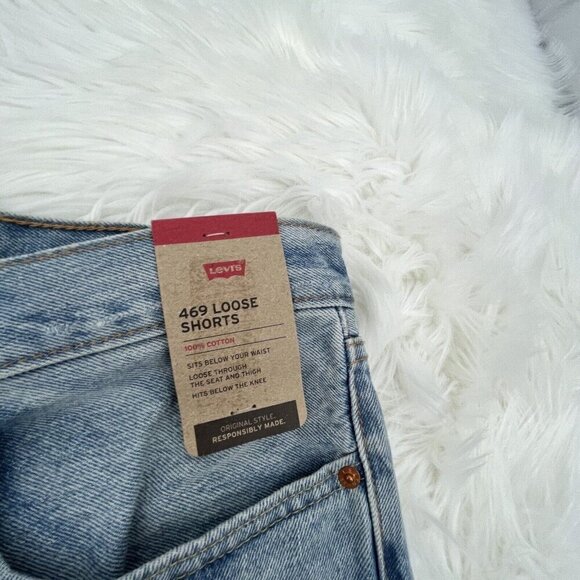 Levi's
469 LOOSE
SHORTS
100% COTTON
SITS BELOW YOUR WAIST
LOOSE THROUGH
THE SEAT AND THIGH
HITS BELOW THE KNEE
ORIGINAL STYLE.
RESPONSIBLY MADE.